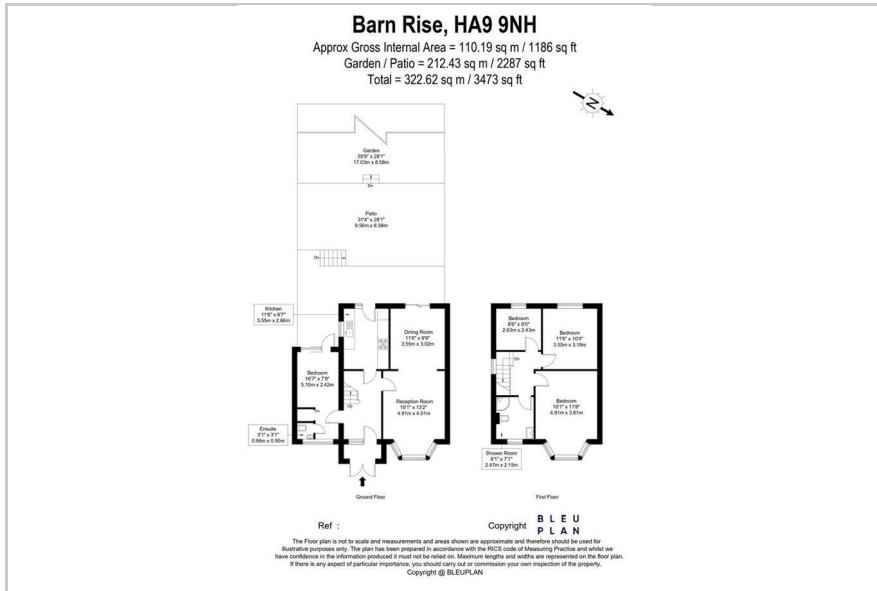 Barn Rise, HA9 9NH
Approx Gross Internal Area = 110.19 sq m / 1186 sq ft
Garden / Patio = 212.43 sq m / 2287 sq ft
Total = 322.62 sq m / 3473 sq ft
N
Garden
55'9" x 28'1"
17.03m x 8.58m
Dn
Patio
31'4" x 28'1"
9.56m x 8.58m
Dn
Kitchen
11'6" x 8'7"
3.55m x 2.66m
Dining Room
11'6" x 9'9"
3.55m x 3.02m
Bedroom
16'7" x 7'9"
5.10m x 2.42m
Reception Room
16'1" x 13'2"
4.91m x 4.01m
Up
Ensuite
3'1" x 3'1"
0.98m x 0.95m
Ground Floor
Bedroom
8'6" x 8'0"
2.63m x 2.43m
Bedroom
11'6" x 10'4"
3.55m x 3.18m
Dn
Bedroom
16'1" x 11'8"
4.91m x 3.61m
Shower Room
8'1" x 7'1"
2.47m x 2.15m
First Floor
Ref :
Copyright
BLEU
PLAN
The Floor plan is not to scale and measurements and areas shown are approximate and therefore should be used for
illustrative purposes only. The plan has been prepared in accordance with the RICS code of Measuring Practice and whilst we
have confidence in the information produced it must not be relied on. Maximum lengths and widths are represented on the floor plan.
If there is any aspect of particular importance, you should carry out or commission your own inspection of the property.
Copyright @ BLEUPLAN